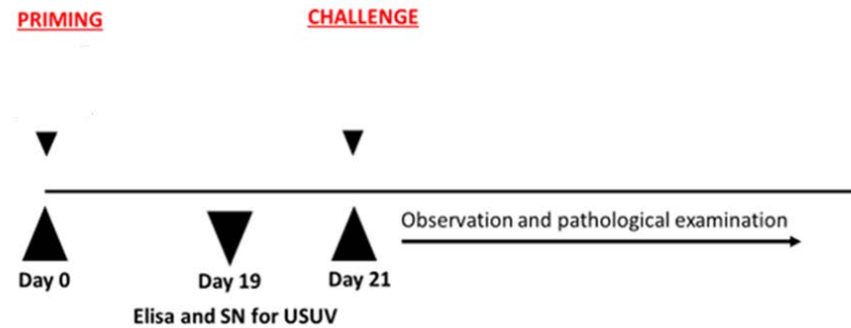 PRIMING
CHALLENGE
Observation and pathological examination
Day 0
Day 19
Day 21
Elisa and SN for USUV